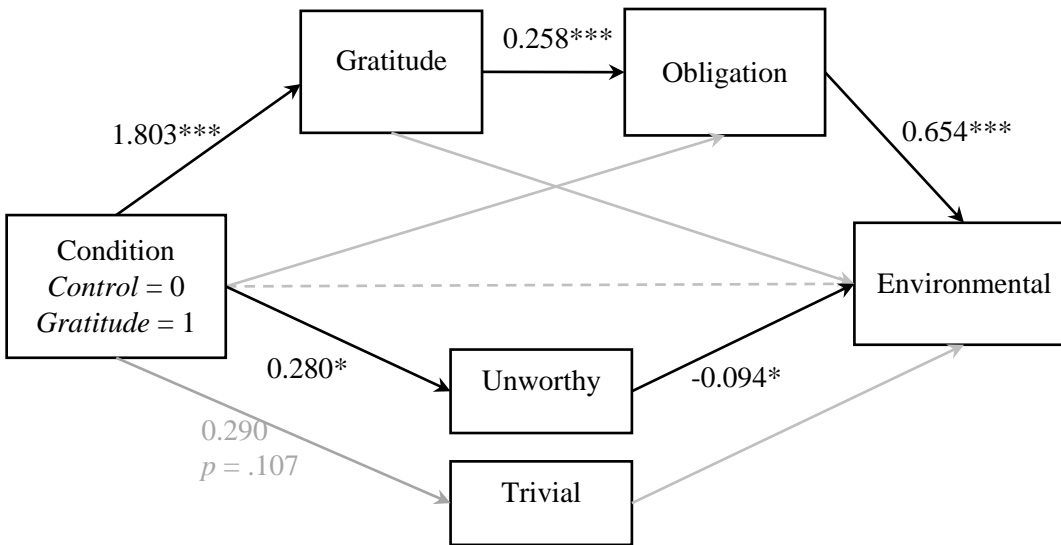 Gratitude
0.258***
Obligation
1.803***
0.654***
Condition
Control = 0
Gratitude = 1
Environmental
0.280*
Unworthy
-0.094*
0.290
p = .107
Trivial